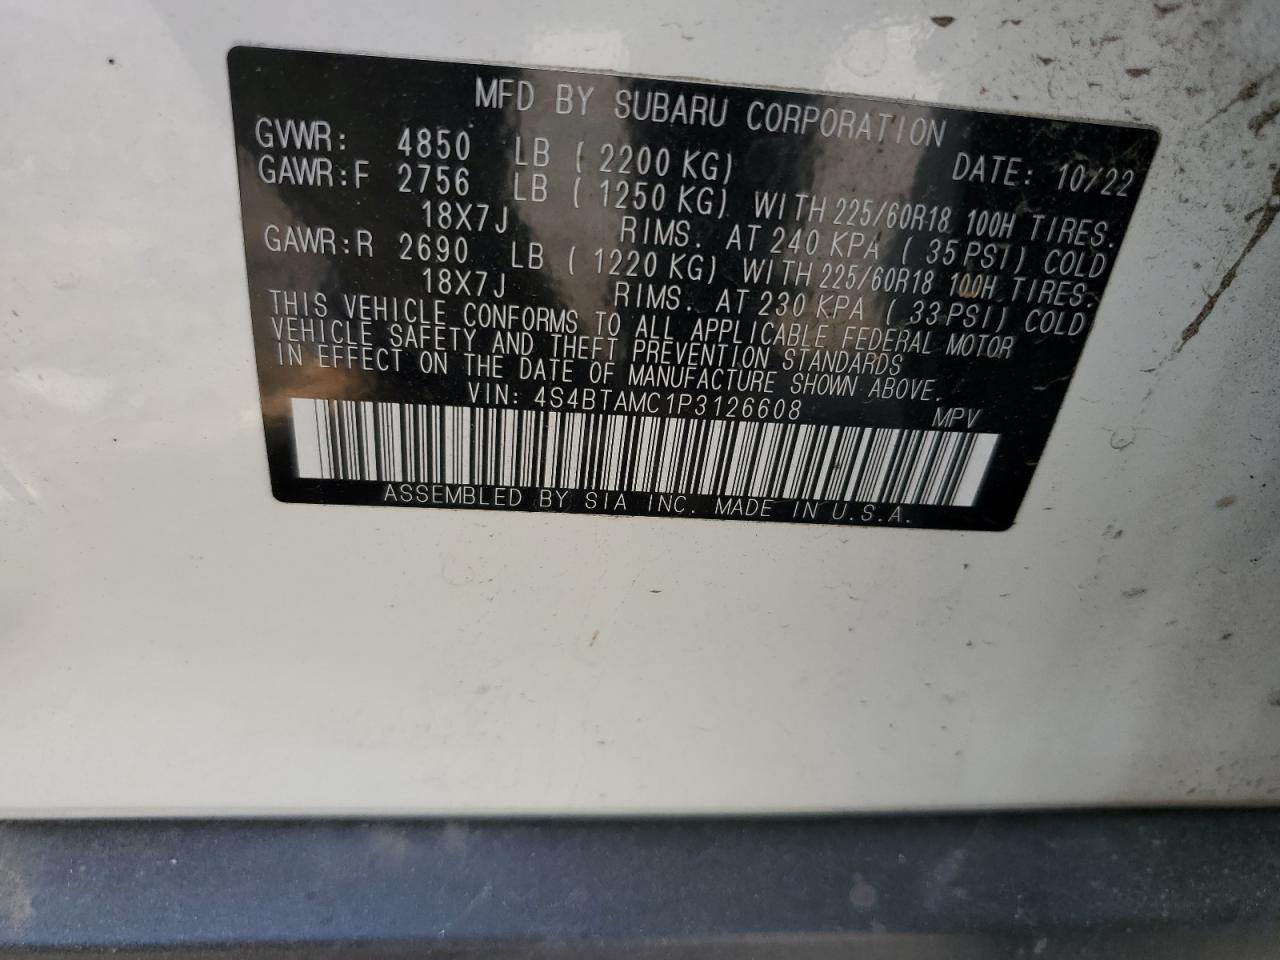 MFD BY SUBARU CORPORATION
GVWR: 4850 LB ( 2200 KG) DATE: 10/22
GAWR:F 2756 LB ( 1250 KG) WITH 225/60R18 100H TIRES.
18X7J RIMS. AT 240 KPA ( 35 PSI) COLD
GAWR:R 2690 LB ( 1220 KG) WITH 225/60R18 100H TIRES.
18X7J RIMS. AT 230 KPA ( 33 PSI) COLD
THIS VEHICLE CONFORMS TO ALL APPLICABLE FEDERAL MOTOR
VEHICLE SAFETY AND THEFT PREVENTION STANDARDS
IN EFFECT ON THE DATE OF MANUFACTURE SHOWN ABOVE.
VIN: 4S4BTAMC1P3126608 MPV
ASSEMBLED BY SIA INC. MADE IN U.S.A.